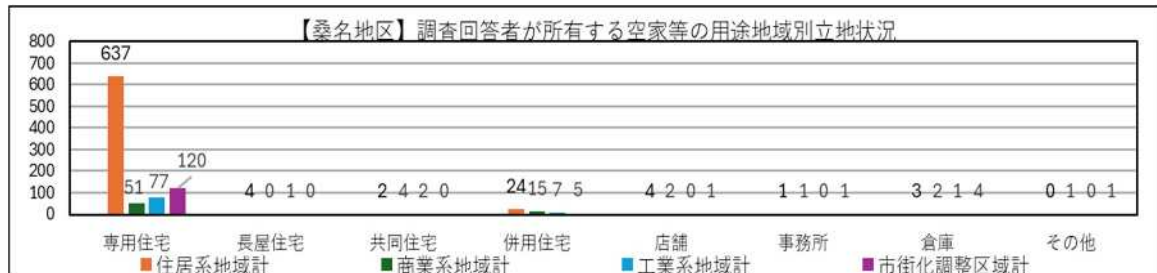 【桑名地区】調査回答者が所有する空家等の用途地域別立地状況
800
700
600
500
400
300
200
100
0
637
51
77
120
4 0 1 0
2 4 2 0
24 15 7 5
4 2 0 1
1 1 0 1
3 2 1 4
0 1 0 1
専用住宅 長屋住宅 共同住宅 併用住宅 店舗 事務所 倉庫 その他
住居系地域計 商業系地域計 工業系地域計 市街化調整区域計